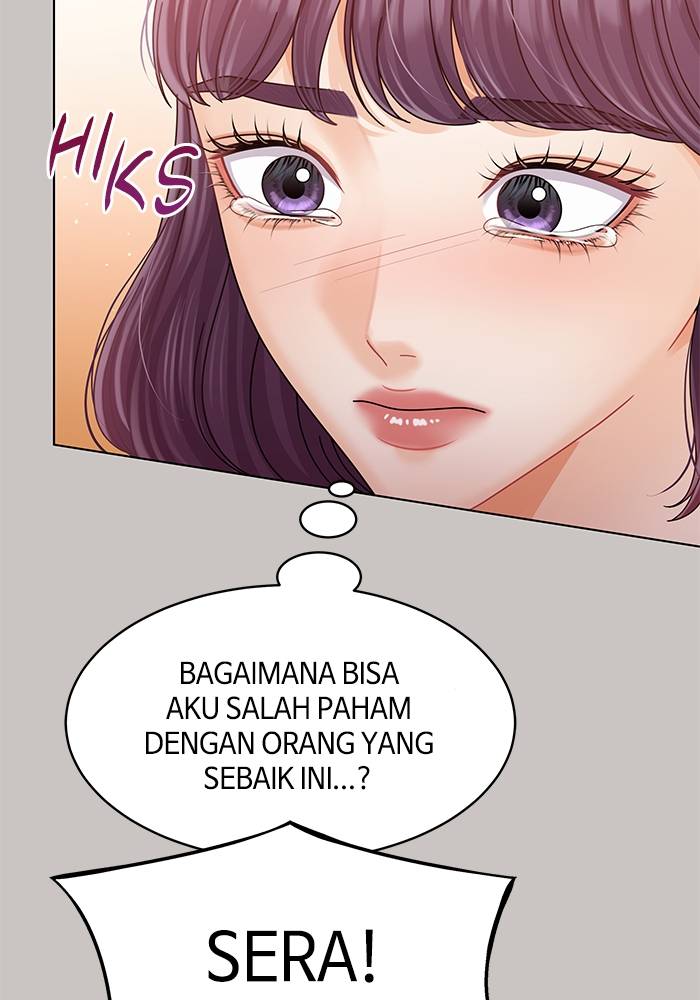 HIKS
BAGAIMANA BISA
AKU SALAH PAHAM
DENGAN ORANG YANG
SEBAIK INI...?
SERA!